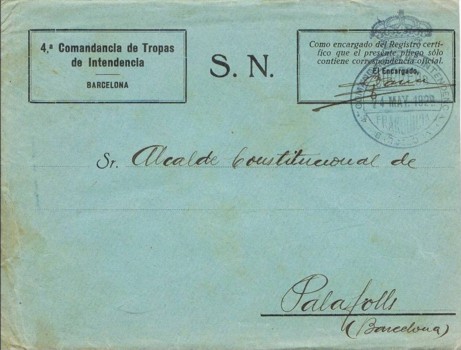 4.ª Comandancia de Tropas
de Intendencia
BARCELONA
S. N.
Como encargado del Registro certi-
fico que el presente pliego sólo
contiene correspondencia oficial.
El Encargado,
MAY. 1928
Sr. Alcalde Constitucional de
Palafolls
(Barcelona)